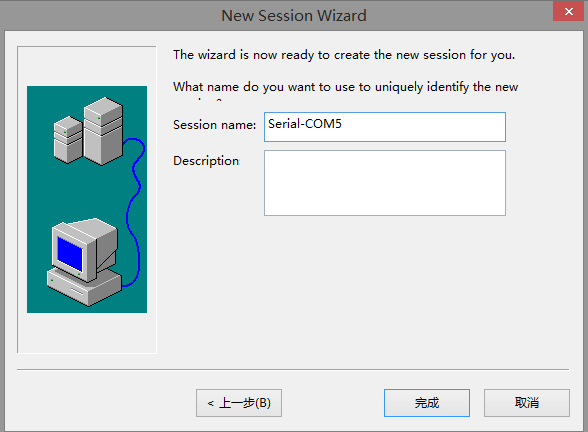 New Session Wizard
The wizard is now ready to create the new session for you.
What name do you want to use to uniquely identify the new
Session name:
Serial-COM5
Description
< 上一步(B)
完成
取消